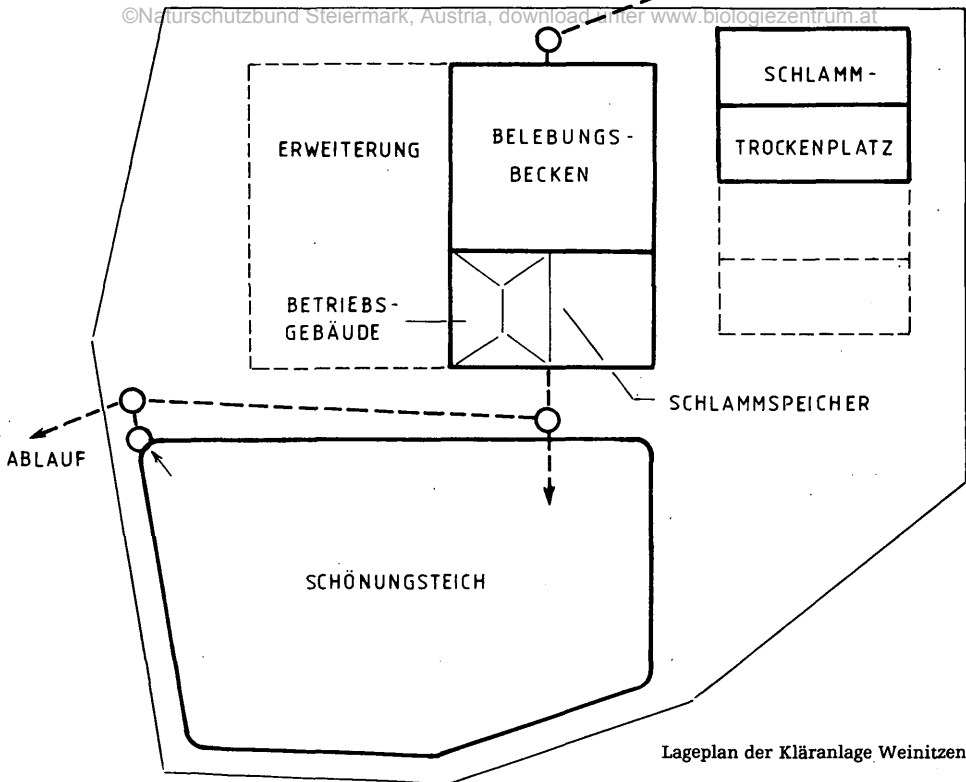 ©Naturschutzbund Steiermark, Austria, download unter www.biologiezentrum.at
SCHLAMM-
TROCKENPLATZ
BELEBUNGS-
BECKEN
ERWEITERUNG
BETRIEBS-
GEBÄUDE
SCHLAMMSPEICHER
ABLAUF
SCHÖNUNGSTEICH
Lageplan der Kläranlage Weinitzen